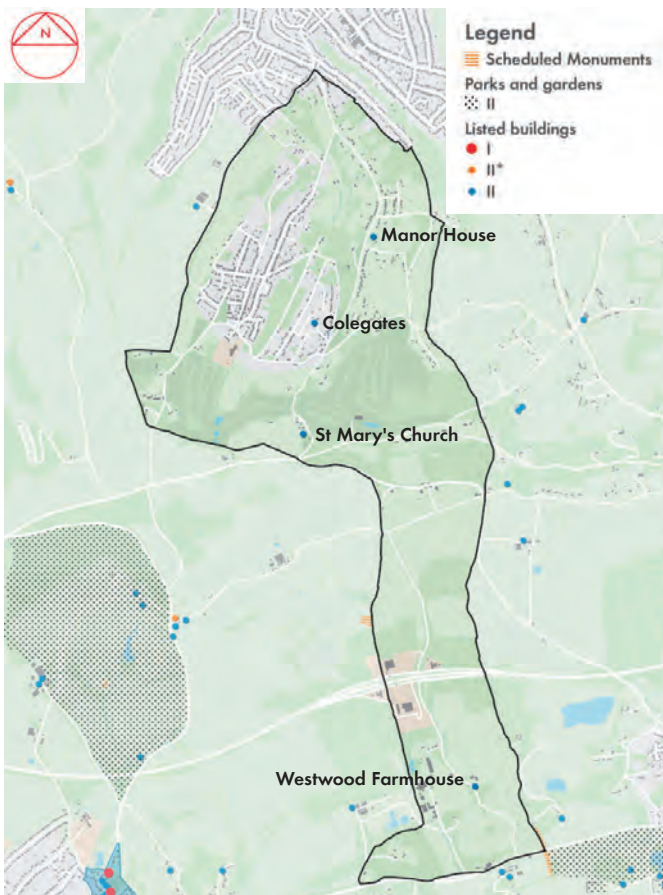 N
Legend
Scheduled Monuments
Parks and gardens
II
Listed buildings
I
II*
II
Manor House
Colegates
St Mary's Church
Westwood Farmhouse